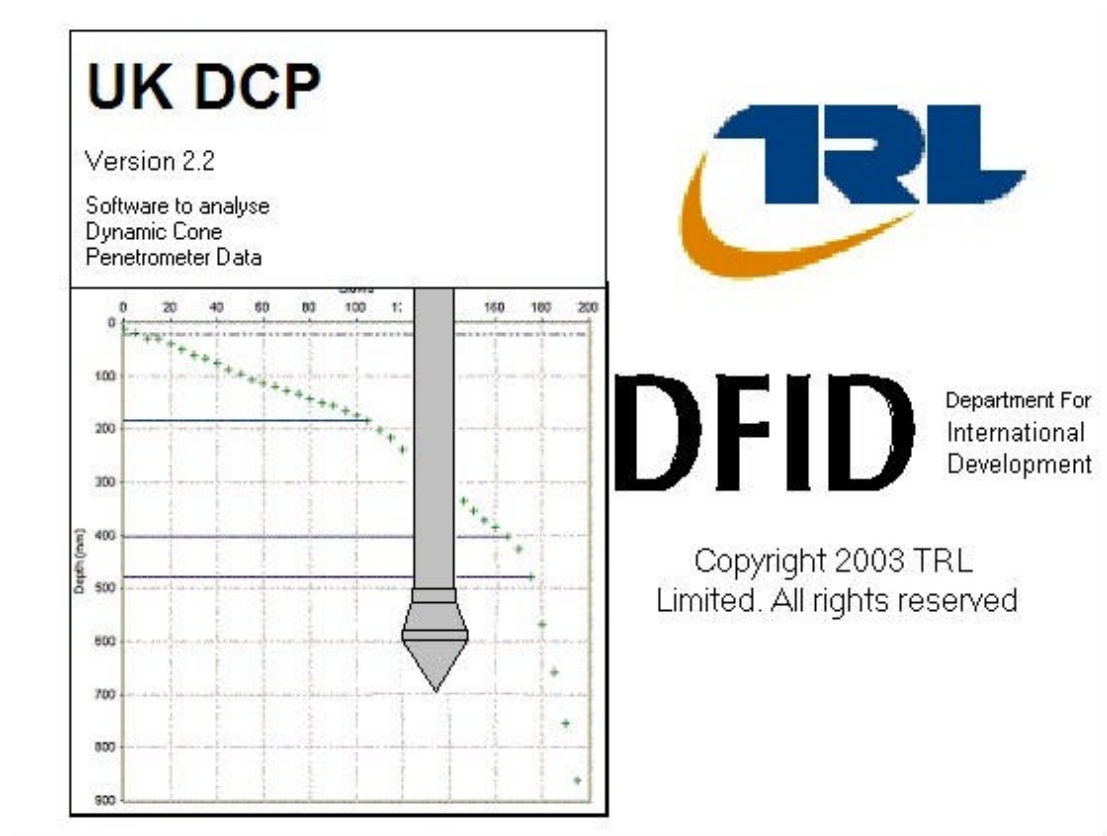 UK DCP
Version 2.2
Software to analyse
Dynamic Cone
Penetrometer Data
0 20 40 60 80 100 160 180 200
0
100
200
300
400
500
600
700
800
900
Depth (mm)
TRL
DFID
Department For
International
Development
Copyright 2003 TRL
Limited. All rights reserved